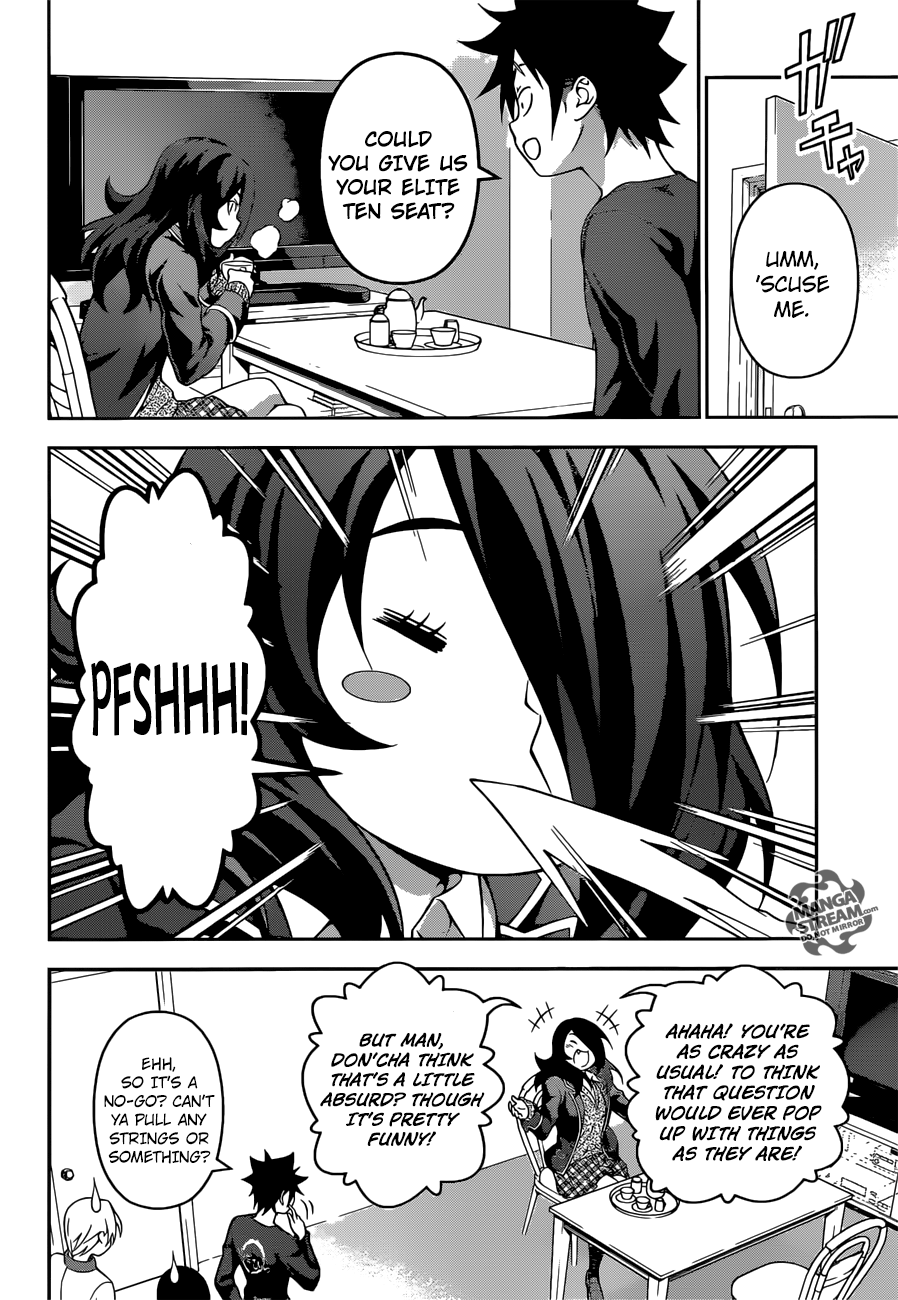 ガチャ
UMM,
'SCUSE
ME.
COULD
YOU GIVE US
YOUR ELITE
TEN SEAT?
PFSHHH!
MANGA
STREAM.com
DO NOT MIRROR!
AHAHA! YOU'RE
AS CRAZY AS
USUAL! TO THINK
THAT QUESTION
WOULD EVER POP
UP WITH THINGS
AS THEY ARE!
BUT MAN,
DON'CHA THINK
THAT'S A LITTLE
ABSURD? THOUGH
IT'S PRETTY
FUNNY!
EHH,
SO IT'S A
NO-GO? CAN'T
YA PULL ANY
STRINGS OR
SOMETHING?